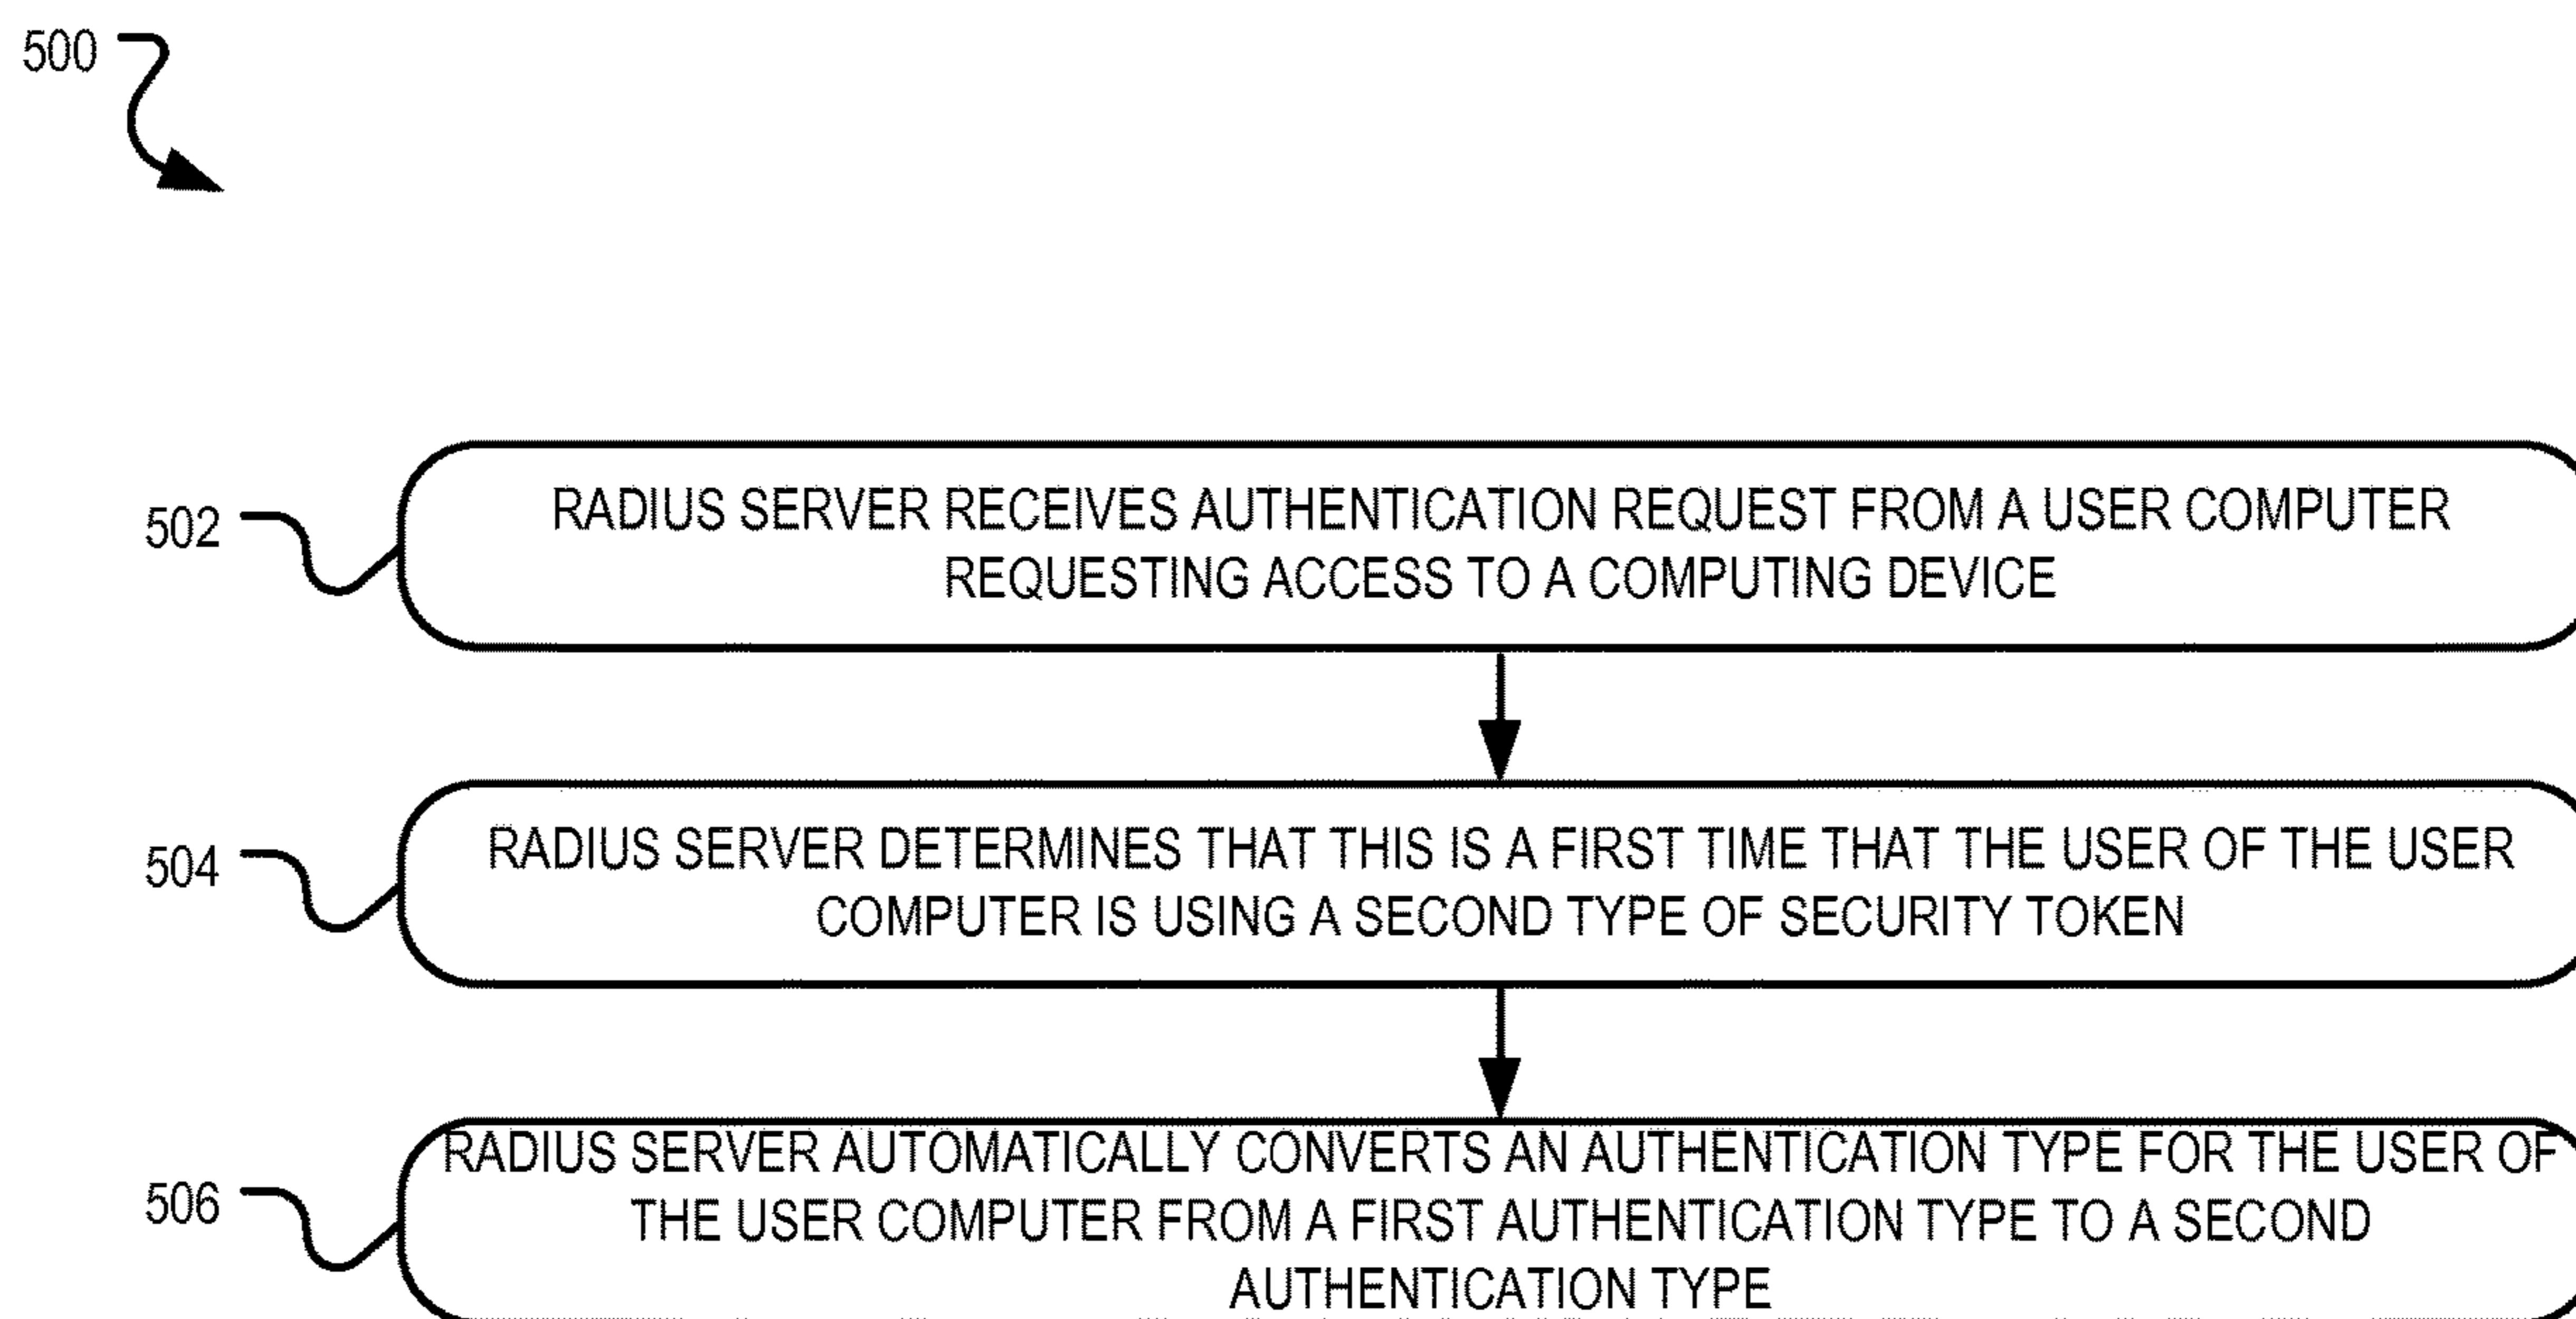 500
502
RADIUS SERVER RECEIVES AUTHENTICATION REQUEST FROM A USER COMPUTER
REQUESTING ACCESS TO A COMPUTING DEVICE
504
RADIUS SERVER DETERMINES THAT THIS IS A FIRST TIME THAT THE USER OF THE USER
COMPUTER IS USING A SECOND TYPE OF SECURITY TOKEN
506
RADIUS SERVER AUTOMATICALLY CONVERTS AN AUTHENTICATION TYPE FOR THE USER OF
THE USER COMPUTER FROM A FIRST AUTHENTICATION TYPE TO A SECOND
AUTHENTICATION TYPE